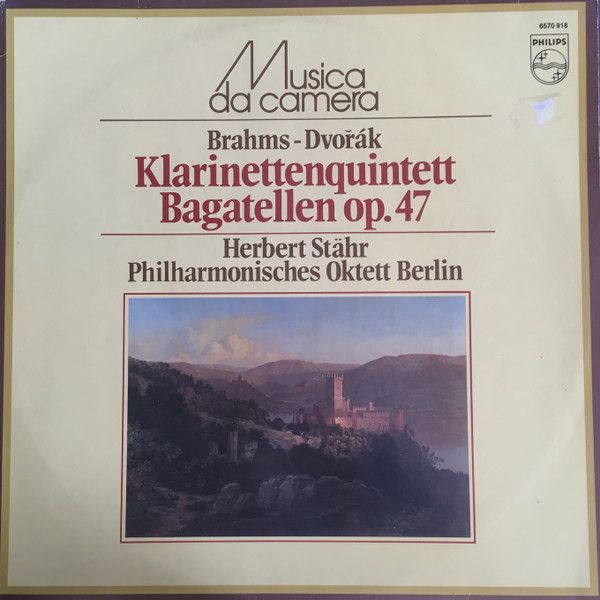 6570 918
PHILIPS
Musica
da camera
Brahms-Dvořák
Klarinettenquintett
Bagatellen op.47
Herbert Stähr
Philharmonisches Oktett Berlin